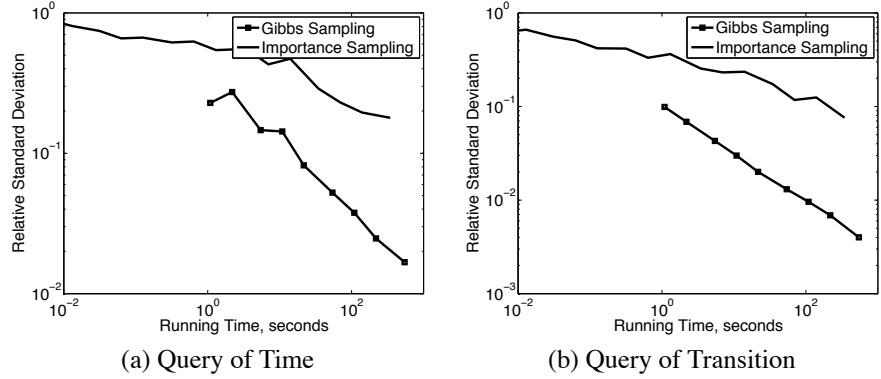 10^0
10^-1
10^-2
10^-2
10^0
10^2
Relative Standard Deviation
Running Time, seconds
Gibbs Sampling
Importance Sampling
(a) Query of Time
10^0
10^-1
10^-2
10^-3
10^-2
10^0
10^2
Relative Standard Deviation
Running Time, seconds
Gibbs Sampling
Importance Sampling
(b) Query of Transition